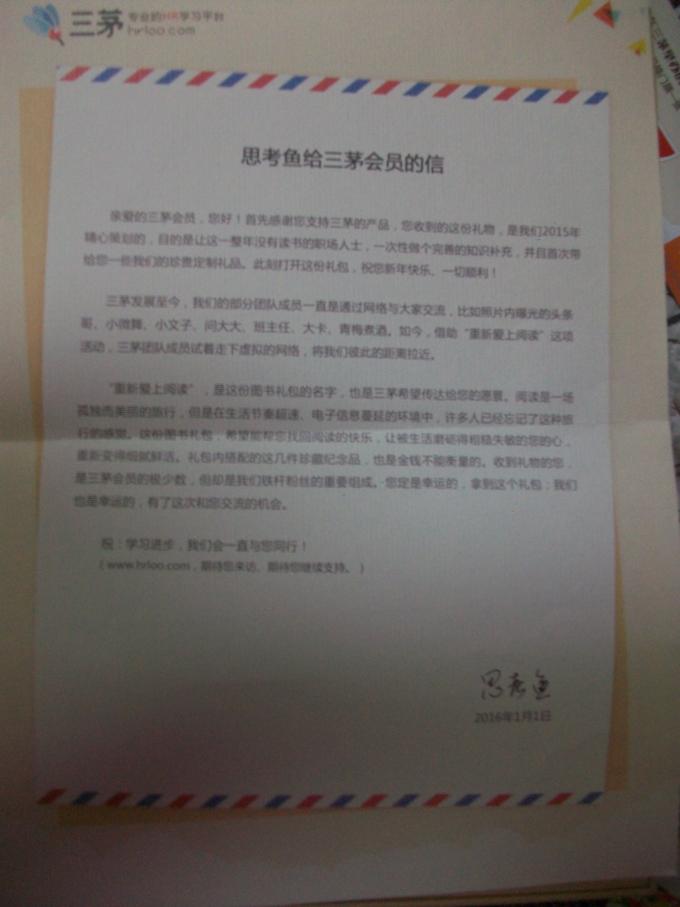 三茅 专业的HR学习平台
hrloo.com
思考鱼给三茅会员的信
亲爱的三茅会员，您好！首先感谢您支持三茅的产品，您收到的这份礼物，是我们2015年
精心策划的，目的是让这一整年没有读书的职场人士，一次性做个完善的知识补充，并且首次带
给您一些我们的珍贵定制礼品。此刻打开这份礼包，祝您新年快乐、一切顺利！
三茅发展至今，我们的部分团队成员一直是通过网络与大家交流，比如照片内曝光的头条
哥、小微舞、小文子、问大大、班主任、大卡、青梅煮酒。如今，借助“重新爱上阅读”这项
活动，三茅团队成员试着走下虚拟的网络，将我们彼此的距离拉近。
“重新爱上阅读”，是这份图书礼包的名字，也是三茅希望传达给您的愿景。阅读是一场
孤独而美丽的旅行，但是在生活节奏超速、电子信息蔓延的环境中，许多人已经忘记了这种旅
行的感觉。这份图书礼包，希望能帮您找回阅读的快乐，让被生活磨砺得粗糙失敏的您的心，
重新变得细腻鲜活。礼包内搭配的这几件珍藏纪念品，也是金钱不能衡量的。收到礼物的您，
是三茅会员的极少数，但却是我们铁杆粉丝的重要组成。您定是幸运的，拿到这个礼包；我们
也是幸运的，有了这次和您交流的机会。
祝：学习进步，我们会一直与您同行！
（www.hrloo.com，期待您来访、期待您继续支持。）
思考鱼
2016年1月1日